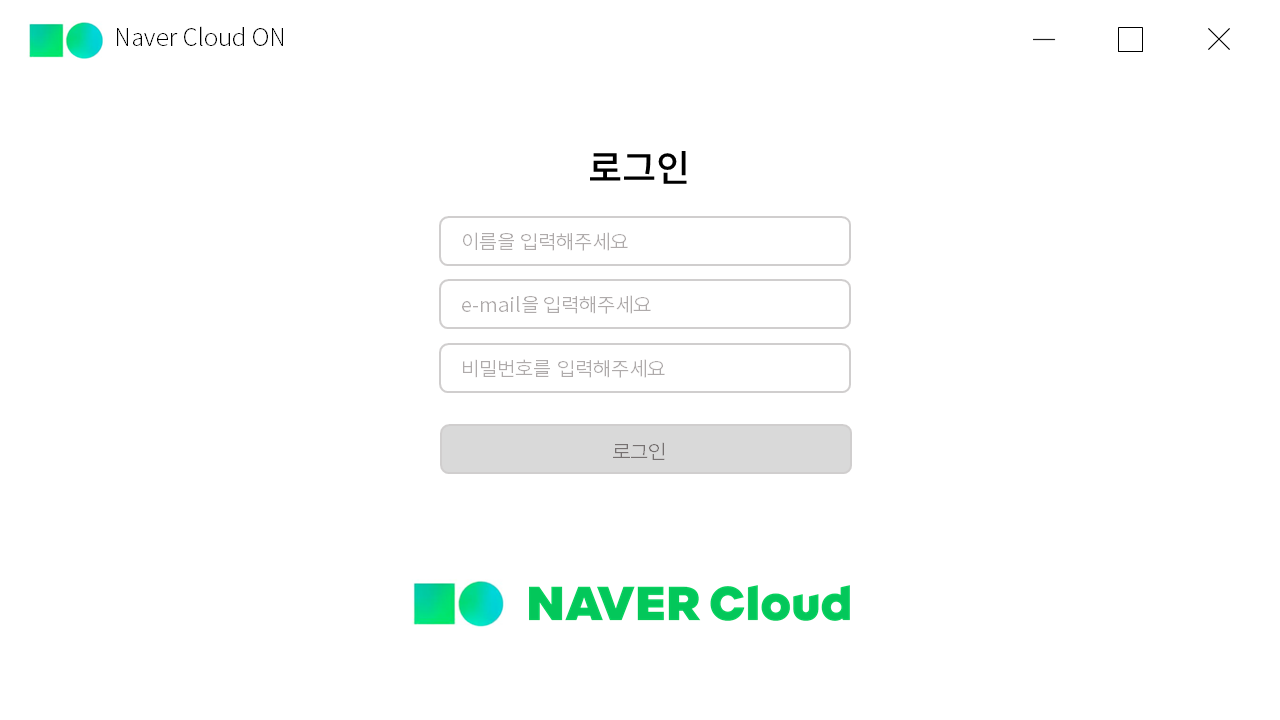 Naver Cloud ON
로그인
이름을 입력해주세요
e-mail을 입력해주세요
비밀번호를 입력해주세요
로그인
NAVER Cloud